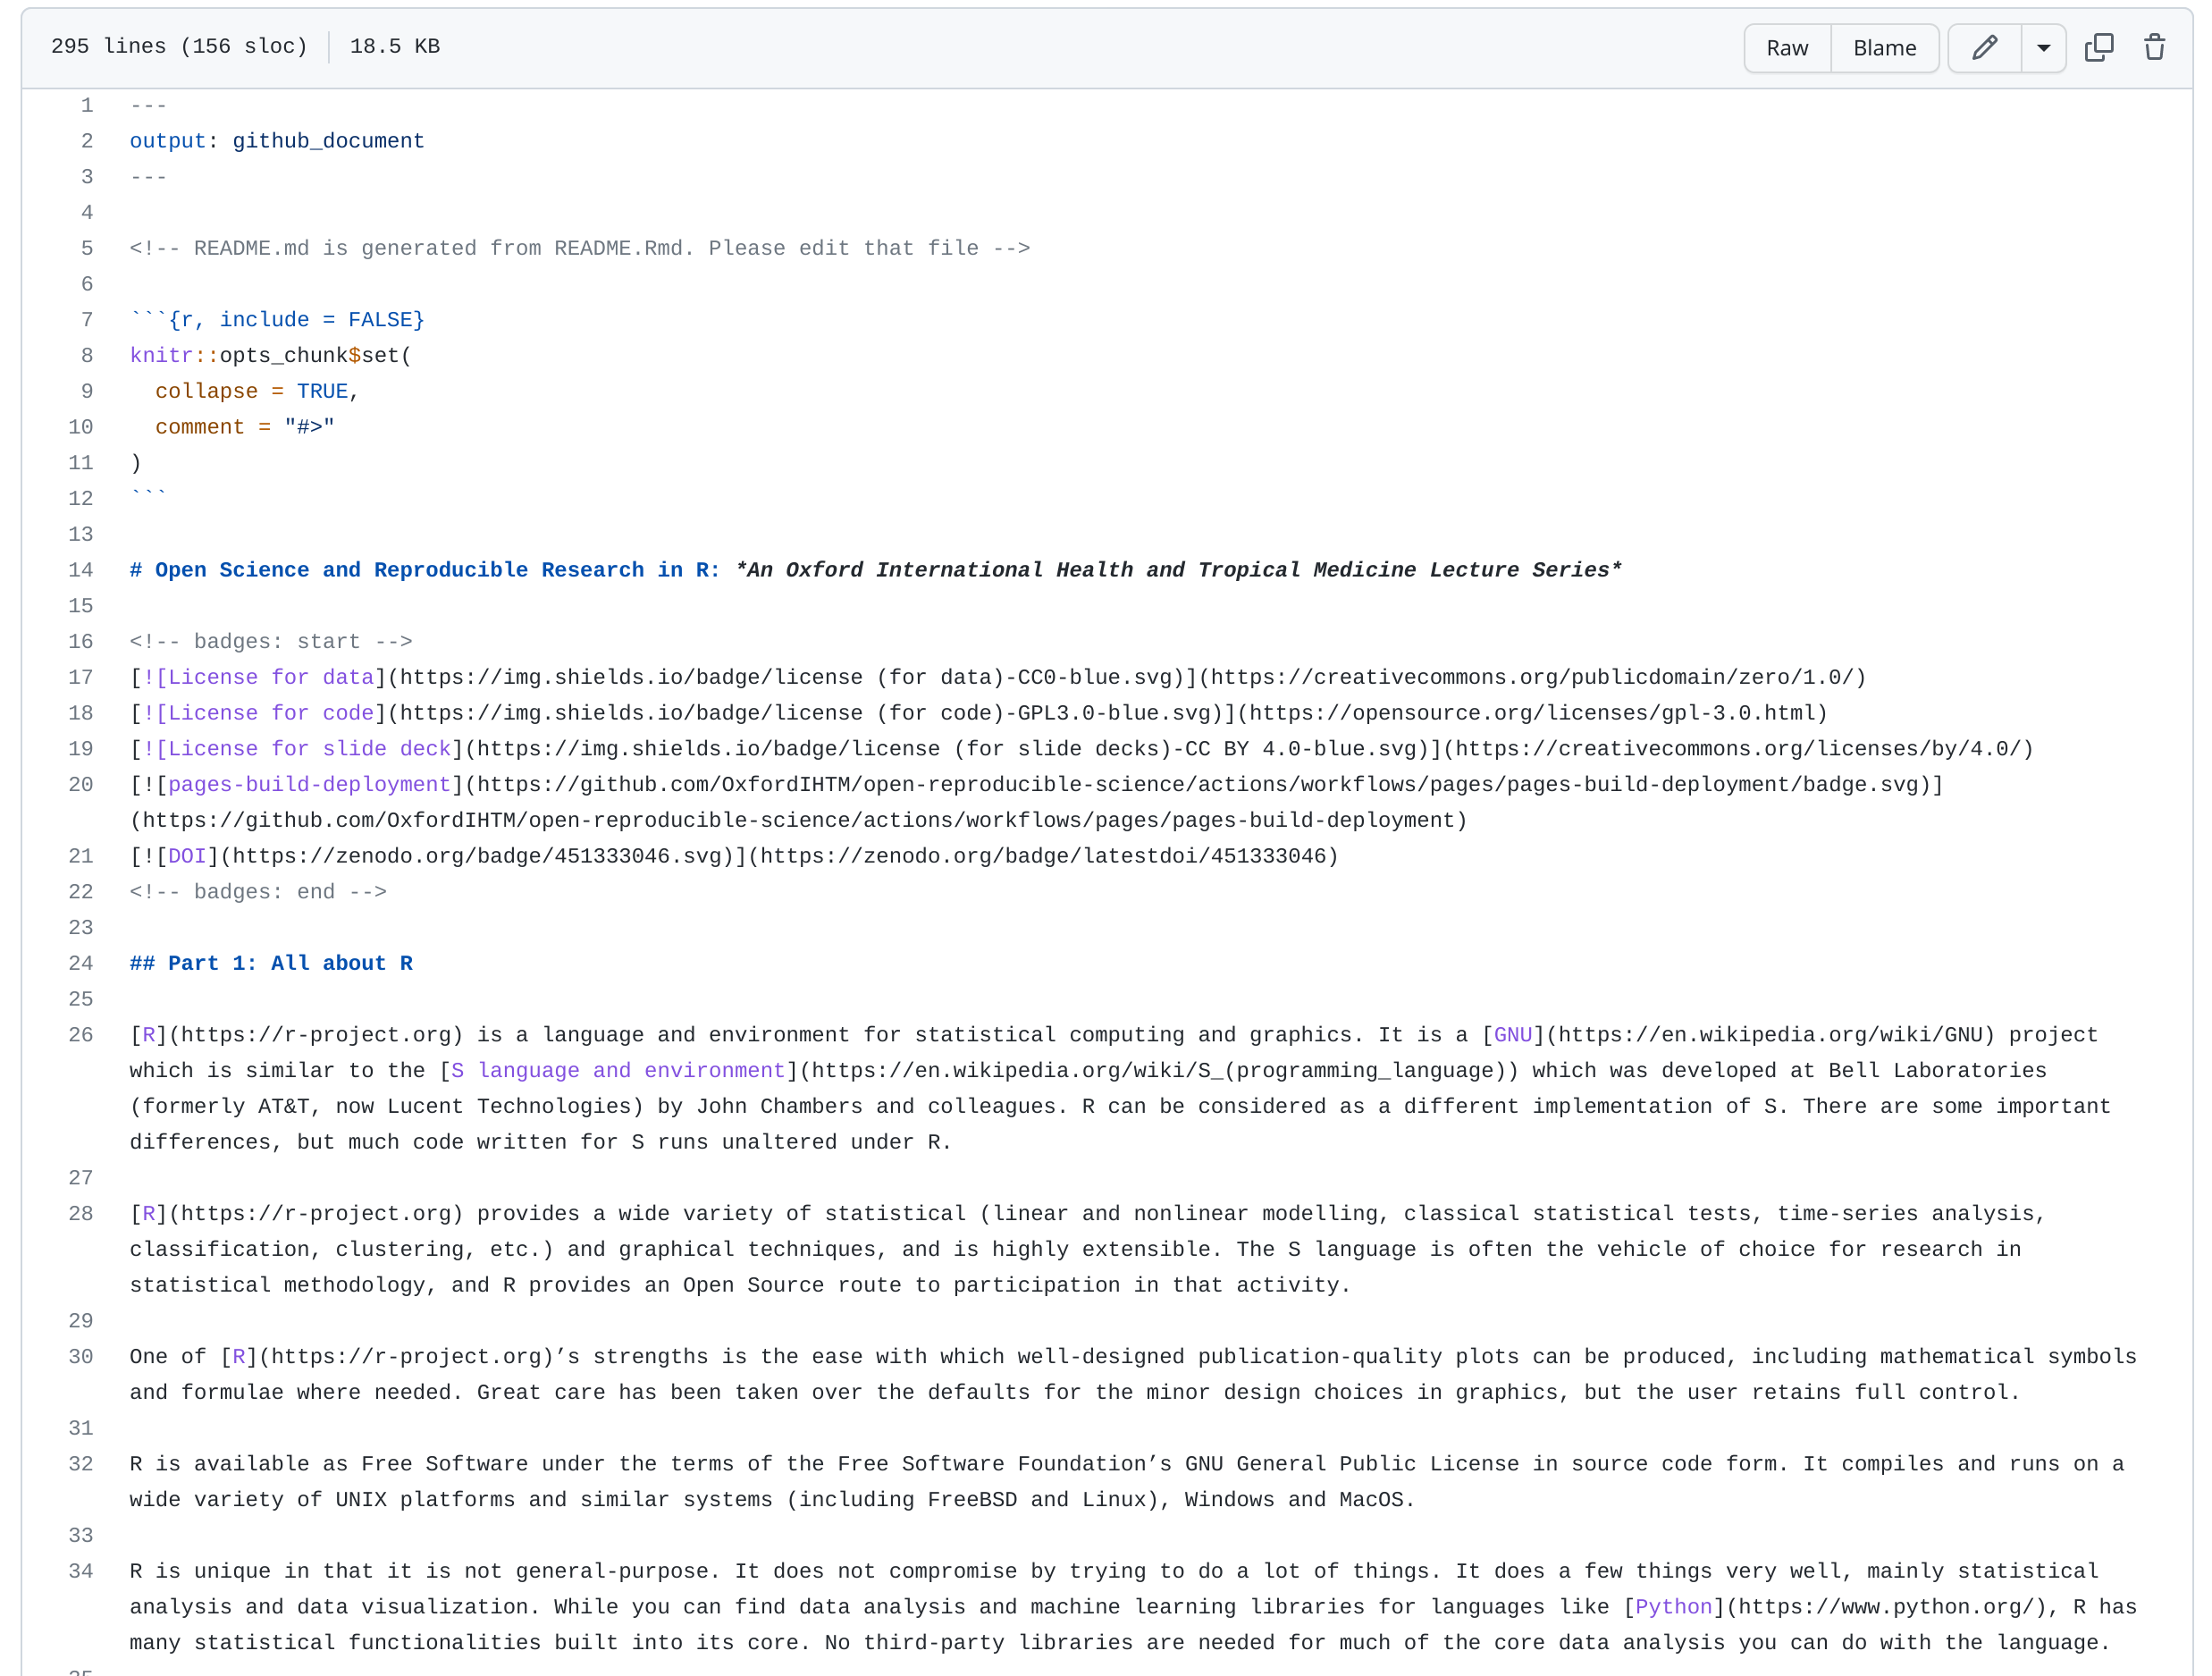 295 lines (156 sloc) 18.5 KB Raw Blame
1 ---
2 output: github_document
3 ---
4
5 <!-- README.md is generated from README.Rmd. Please edit that file -->
6
7 ```{r, include = FALSE}
8 knitr::opts_chunk$set(
9   collapse = TRUE,
10   comment = "#>"
11 )
12 ```
13
14 # Open Science and Reproducible Research in R: *An Oxford International Health and Tropical Medicine Lecture Series*
15
16 <!-- badges: start -->
17 [![License for data](https://img.shields.io/badge/license (for data)-CC0-blue.svg)](https://creativecommons.org/publicdomain/zero/1.0/)
18 [![License for code](https://img.shields.io/badge/license (for code)-GPL3.0-blue.svg)](https://opensource.org/licenses/gpl-3.0.html)
19 [![License for slide deck](https://img.shields.io/badge/license (for slide decks)-CC BY 4.0-blue.svg)](https://creativecommons.org/licenses/by/4.0/)
20 [![pages-build-deployment](https://github.com/OxfordIHTM/open-reproducible-science/actions/workflows/pages/pages-build-deployment/badge.svg)]
(https://github.com/OxfordIHTM/open-reproducible-science/actions/workflows/pages/pages-build-deployment)
21 [![DOI](https://zenodo.org/badge/451333046.svg)](https://zenodo.org/badge/latestdoi/451333046)
22 <!-- badges: end -->
23
24 ## Part 1: All about R
25
26 [R](https://r-project.org) is a language and environment for statistical computing and graphics. It is a [GNU](https://en.wikipedia.org/wiki/GNU) project
which is similar to the [S language and environment](https://en.wikipedia.org/wiki/S_(programming_language)) which was developed at Bell Laboratories
(formerly AT&T, now Lucent Technologies) by John Chambers and colleagues. R can be considered as a different implementation of S. There are some important
differences, but much code written for S runs unaltered under R.
27
28 [R](https://r-project.org) provides a wide variety of statistical (linear and nonlinear modelling, classical statistical tests, time-series analysis,
classification, clustering, etc.) and graphical techniques, and is highly extensible. The S language is often the vehicle of choice for research in
statistical methodology, and R provides an Open Source route to participation in that activity.
29
30 One of [R](https://r-project.org)’s strengths is the ease with which well-designed publication-quality plots can be produced, including mathematical symbols
and formulae where needed. Great care has been taken over the defaults for the minor design choices in graphics, but the user retains full control.
31
32 R is available as Free Software under the terms of the Free Software Foundation’s GNU General Public License in source code form. It compiles and runs on a
wide variety of UNIX platforms and similar systems (including FreeBSD and Linux), Windows and MacOS.
33
34 R is unique in that it is not general-purpose. It does not compromise by trying to do a lot of things. It does a few things very well, mainly statistical
analysis and data visualization. While you can find data analysis and machine learning libraries for languages like [Python](https://www.python.org/), R has
many statistical functionalities built into its core. No third-party libraries are needed for much of the core data analysis you can do with the language.